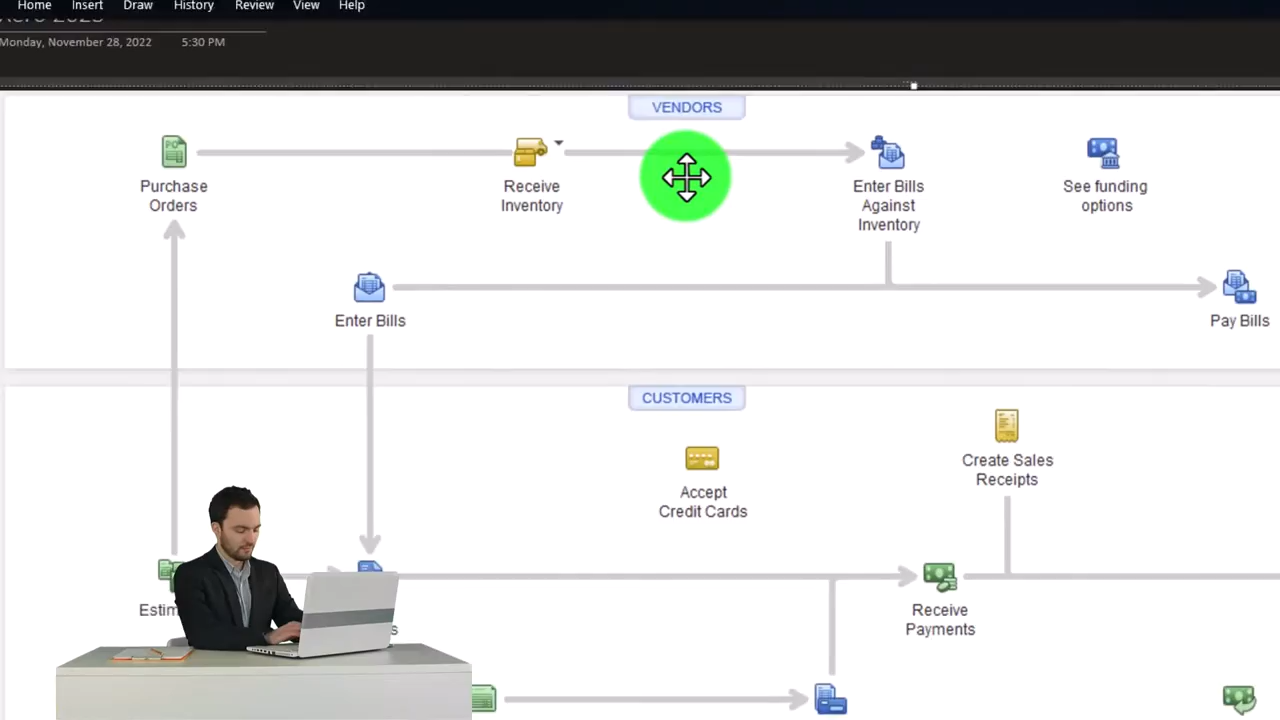 Home Insert Draw History Review View Help
Xero 2023
Monday, November 28, 2022 5:30 PM
VENDORS
Purchase
Orders
Receive
Inventory
Enter Bills
Against
Inventory
See funding
options
Enter Bills
Pay Bills
CUSTOMERS
Accept
Credit Cards
Create Sales
Receipts
Estim
Receive
Payments